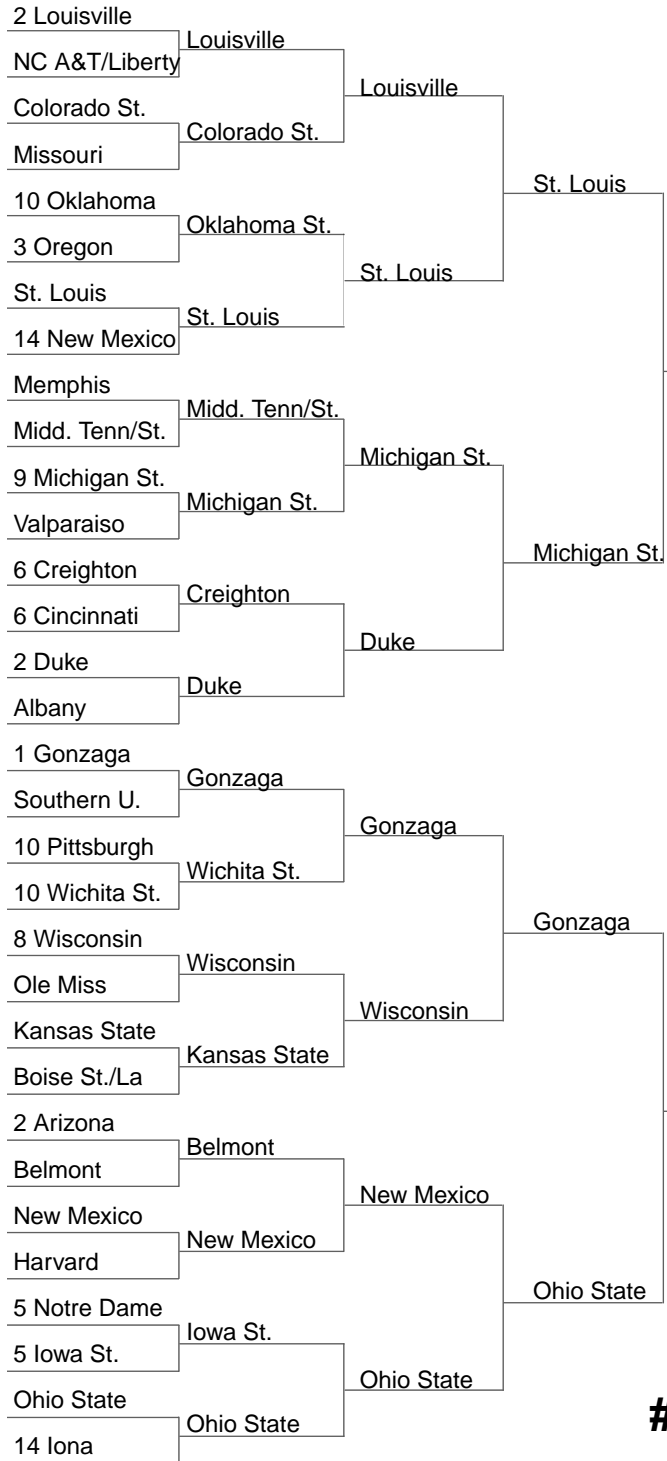 2 Louisville
NC A&T/Liberty
Colorado St.
Missouri
10 Oklahoma
3 Oregon
St. Louis
14 New Mexico
Memphis
Midd. Tenn/St.
9 Michigan St.
Valparaiso
6 Creighton
6 Cincinnati
2 Duke
Albany
1 Gonzaga
Southern U.
10 Pittsburgh
10 Wichita St.
8 Wisconsin
Ole Miss
Kansas State
Boise St./La
2 Arizona
Belmont
New Mexico
Harvard
5 Notre Dame
5 Iowa St.
Ohio State
14 Iona
Louisville
Colorado St.
Oklahoma St.
St. Louis
Midd. Tenn/St.
Michigan St.
Creighton
Duke
Gonzaga
Wichita St.
Wisconsin
Kansas State
Belmont
New Mexico
Iowa St.
Ohio State
Louisville
St. Louis
Michigan St.
Duke
Gonzaga
Wisconsin
New Mexico
Ohio State
St. Louis
Michigan St.
Gonzaga
Ohio State
#